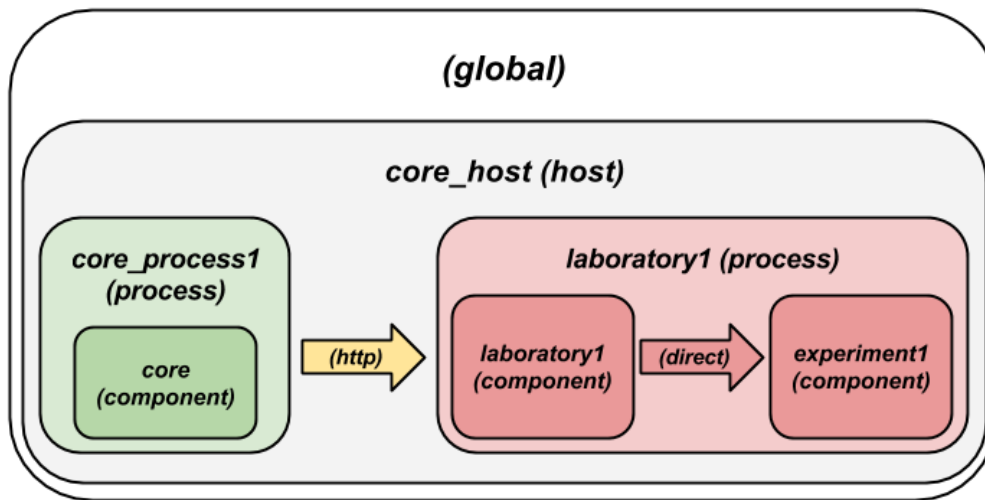 (global)
core_host (host)
core_process1
(process)
core
(component)
(http)
laboratory1 (process)
laboratory1
(component)
(direct)
experiment1
(component)